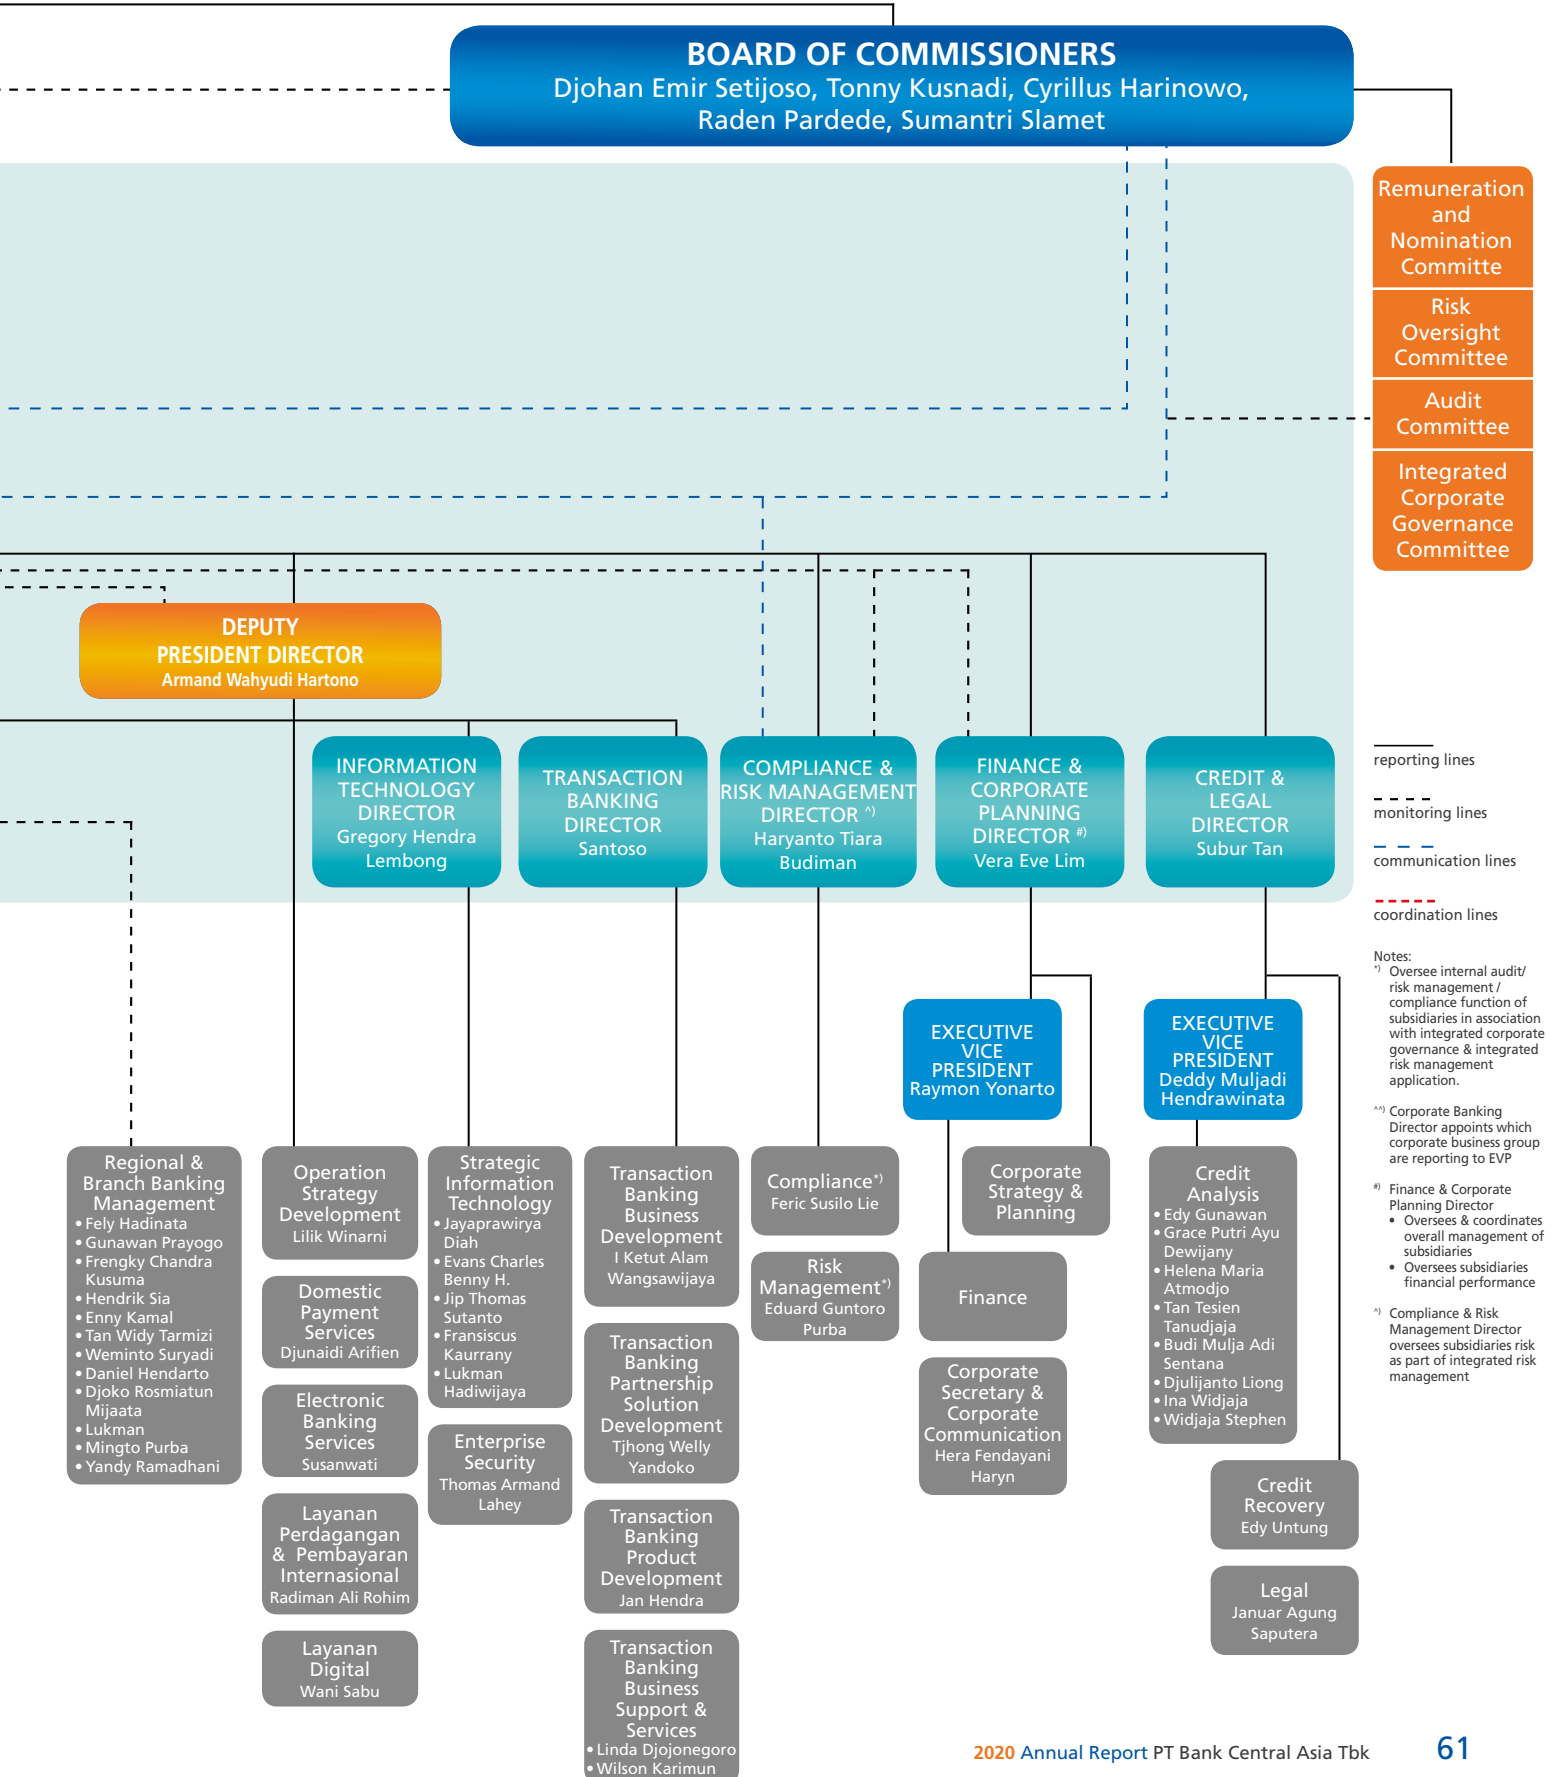 BOARD OF COMMISSIONERS
Djohan Emir Setijoso, Tonny Kusnadi, Cyrillus Harinowo,
Raden Pardede, Sumantri Slamet
Remuneration
and
Nomination
Committe
Risk
Oversight
Committee
Audit
Committee
Integrated
Corporate
Governance
Committee
DEPUTY
PRESIDENT DIRECTOR
Armand Wahyudi Hartono
INFORMATION
TECHNOLOGY
DIRECTOR
Gregory Hendra
Lembong
TRANSACTION
BANKING
DIRECTOR
Santoso
COMPLIANCE &
RISK MANAGEMENT
DIRECTOR ^)
Haryanto Tiara
Budiman
FINANCE &
CORPORATE
PLANNING
DIRECTOR #)
Vera Eve Lim
CREDIT &
LEGAL
DIRECTOR
Subur Tan
reporting lines
monitoring lines
communication lines
coordination lines
Notes:
*) Oversee internal audit/
risk management /
compliance function of
subsidiaries in association
with integrated corporate
governance & integrated
risk management
application.
^^) Corporate Banking
Director appoints which
corporate business group
are reporting to EVP
#) Finance & Corporate
Planning Director
• Oversees & coordinates
overall management of
subsidiaries
• Oversees subsidiaries
financial performance
^) Compliance & Risk
Management Director
oversees subsidiaries risk
as part of integrated risk
management
EXECUTIVE
VICE
PRESIDENT
Raymon Yonarto
EXECUTIVE
VICE
PRESIDENT
Deddy Muljadi
Hendrawinata
Regional &
Branch Banking
Management
• Fely Hadinata
• Gunawan Prayogo
• Frengky Chandra
Kusuma
• Hendrik Sia
• Enny Kamal
• Tan Widy Tarmizi
• Weminto Suryadi
• Daniel Hendarto
• Djoko Rosmiatun
Mijaata
• Lukman
• Mingto Purba
• Yandy Ramadhani
Operation
Strategy
Development
Lilik Winarni
Domestic
Payment
Services
Djunaidi Arifien
Electronic
Banking
Services
Susanwati
Layanan
Perdagangan
& Pembayaran
Internasional
Radiman Ali Rohim
Layanan
Digital
Wani Sabu
Strategic
Information
Technology
• Jayaprawirya
Diah
• Evans Charles
Benny H.
• Jip Thomas
Sutanto
• Fransiscus
Kaurrany
• Lukman
Hadiwijaya
Enterprise
Security
Thomas Armand
Lahey
Transaction
Banking
Business
Development
I Ketut Alam
Wangsawijaya
Transaction
Banking
Partnership
Solution
Development
Tjhong Welly
Yandoko
Transaction
Banking
Product
Development
Jan Hendra
Transaction
Banking
Business
Support &
Services
• Linda Djojonegoro
• Wilson Karimun
Compliance*)
Feric Susilo Lie
Risk
Management*)
Eduard Guntoro
Purba
Corporate
Strategy &
Planning
Finance
Corporate
Secretary &
Corporate
Communication
Hera Fendayani
Haryn
Credit
Analysis
• Edy Gunawan
• Grace Putri Ayu
Dewijany
• Helena Maria
Atmodjo
• Tan Tesien
Tanudjaja
• Budi Mulja Adi
Sentana
• Djulijanto Liong
• Ina Widjaja
• Widjaja Stephen
Credit
Recovery
Edy Untung
Legal
Januar Agung
Saputera
2020 Annual Report PT Bank Central Asia Tbk 61